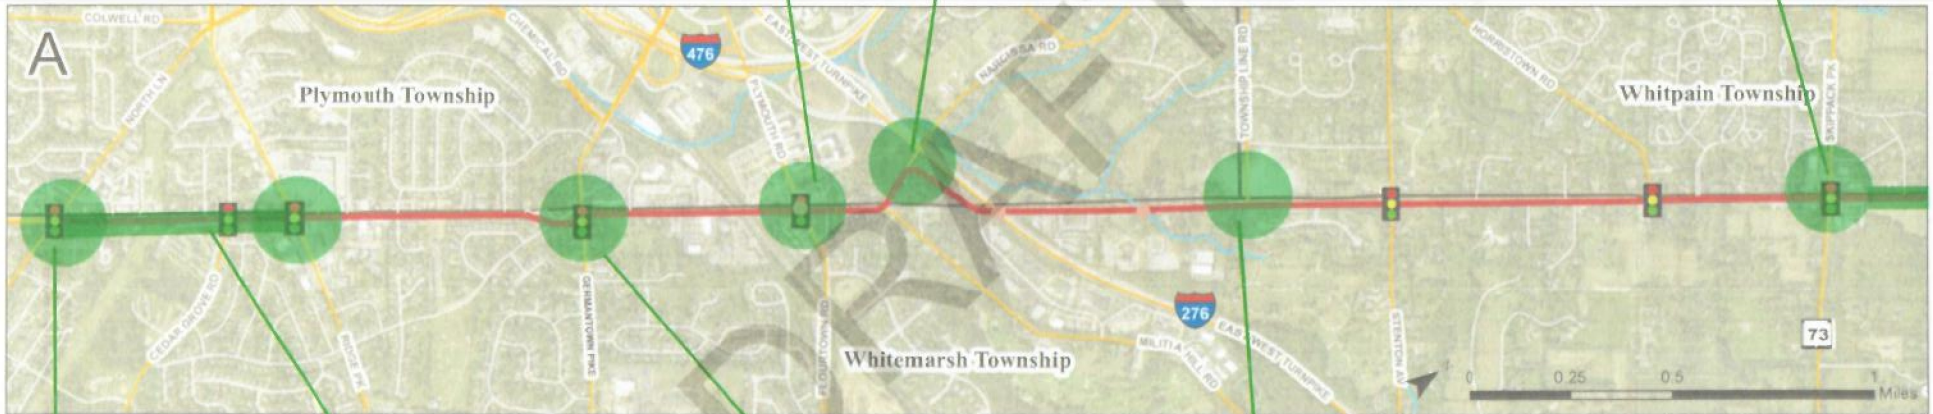 A
COLWELL RD
NORTH LN
Plymouth Township
CHEMICAL RD
476
EAST-WEST TURNPIKE
PLYMOUTH RD
NARCISSA RD
TOWNSHIP LINE RD
MORRISTOWN RD
Whitpain Township
SKIPPACK PK
DRAFT
CEDAR GROVE RD
RIDGE PK
GERMANTOWN PIKE
FLOURTOWN RD
Whitemarsh Township
MILITIA HILL RD
276
EAST-WEST TURNPIKE
STENTON AV
73
0 0.25 0.5 1
Miles